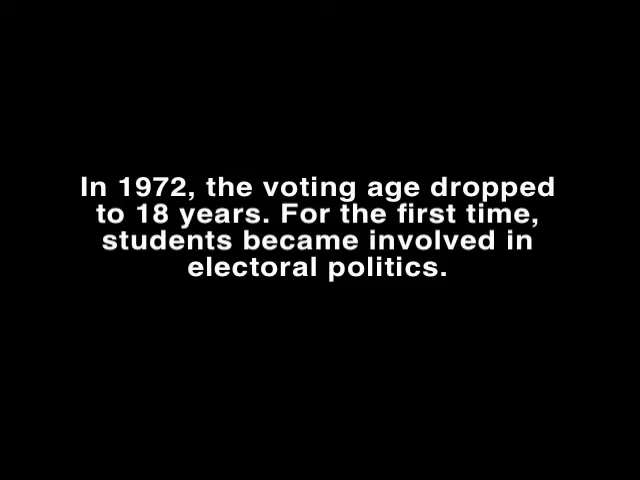 In 1972, the voting age dropped
to 18 years. For the first time,
students became involved in
electoral politics.